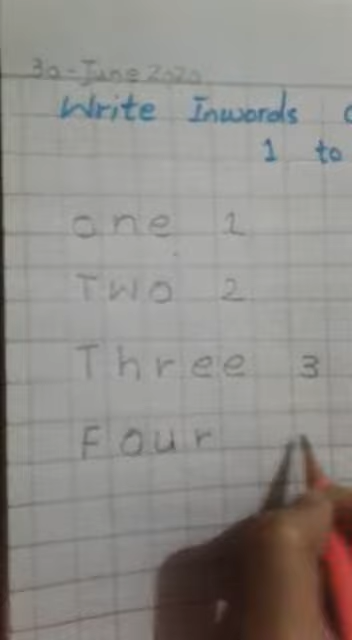 30-June 2020
Write Inwords
1 to
one 1
Two 2
Three 3
Four